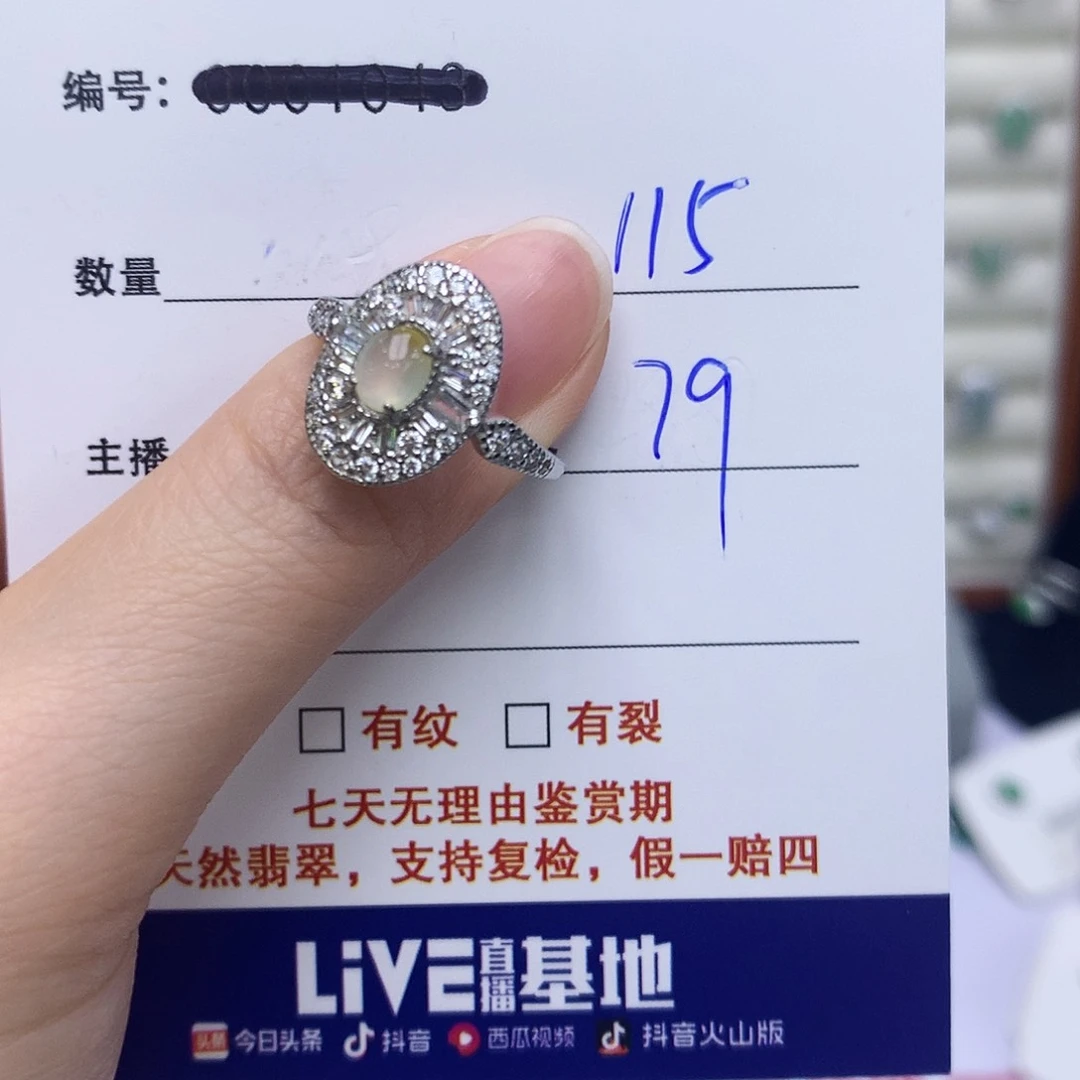 编号：
115
数量
79
主播
有纹 有裂
七天无理由鉴赏期
天然翡翠，支持复检，假一赔四
LiVE直播基地
头条 今日头条 抖音 西瓜视频 抖音火山版